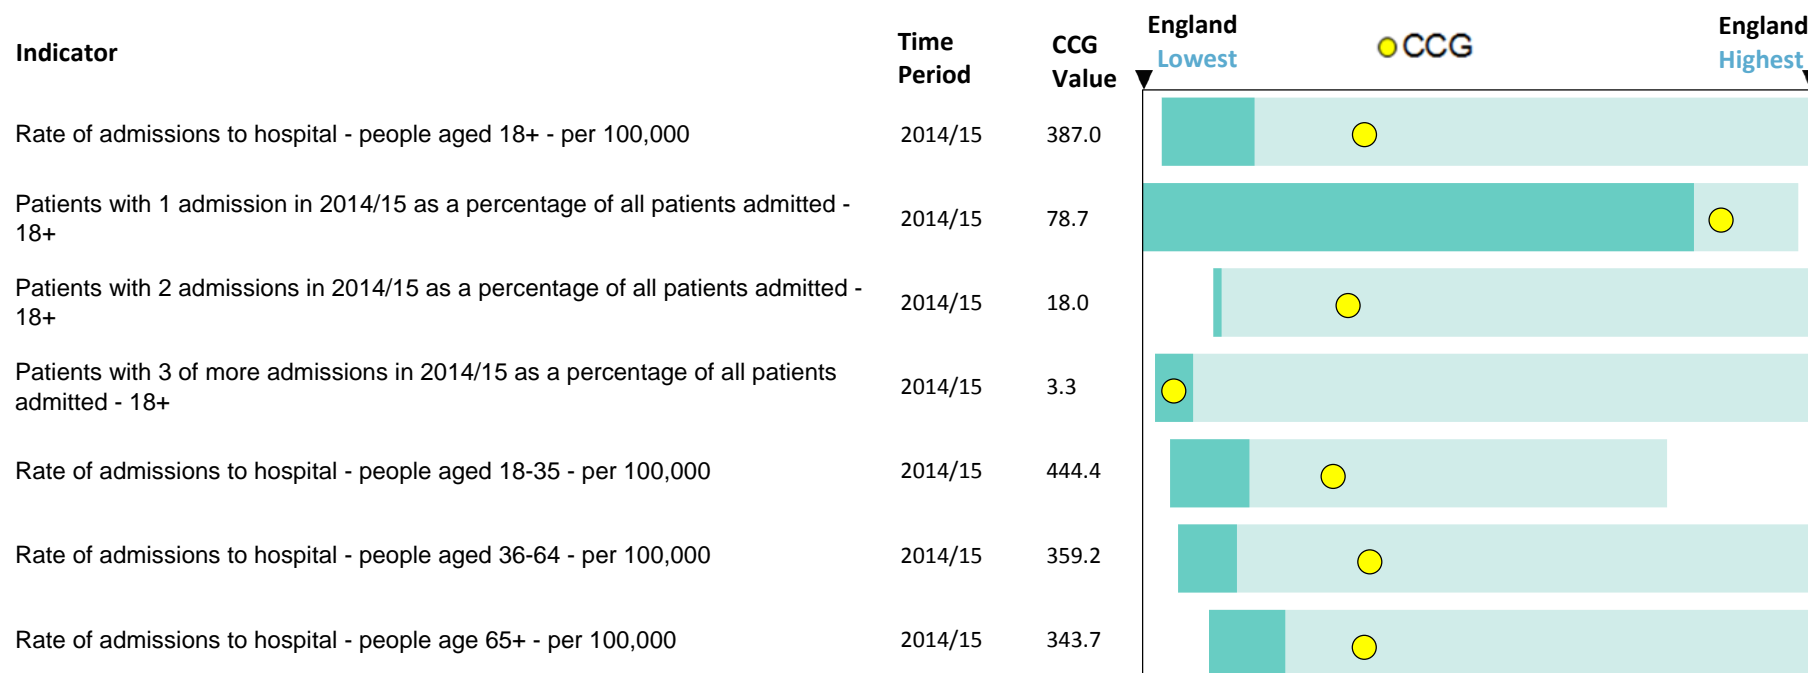 Indicator
Time
Period
CCG
Value
England
Lowest
CCG
England
Highest
Rate of admissions to hospital - people aged 18+ - per 100,000
2014/15
387.0
Patients with 1 admission in 2014/15 as a percentage of all patients admitted -
18+
2014/15
78.7
Patients with 2 admissions in 2014/15 as a percentage of all patients admitted -
18+
2014/15
18.0
Patients with 3 of more admissions in 2014/15 as a percentage of all patients
admitted - 18+
2014/15
3.3
Rate of admissions to hospital - people aged 18-35 - per 100,000
2014/15
444.4
Rate of admissions to hospital - people aged 36-64 - per 100,000
2014/15
359.2
Rate of admissions to hospital - people age 65+ - per 100,000
2014/15
343.7